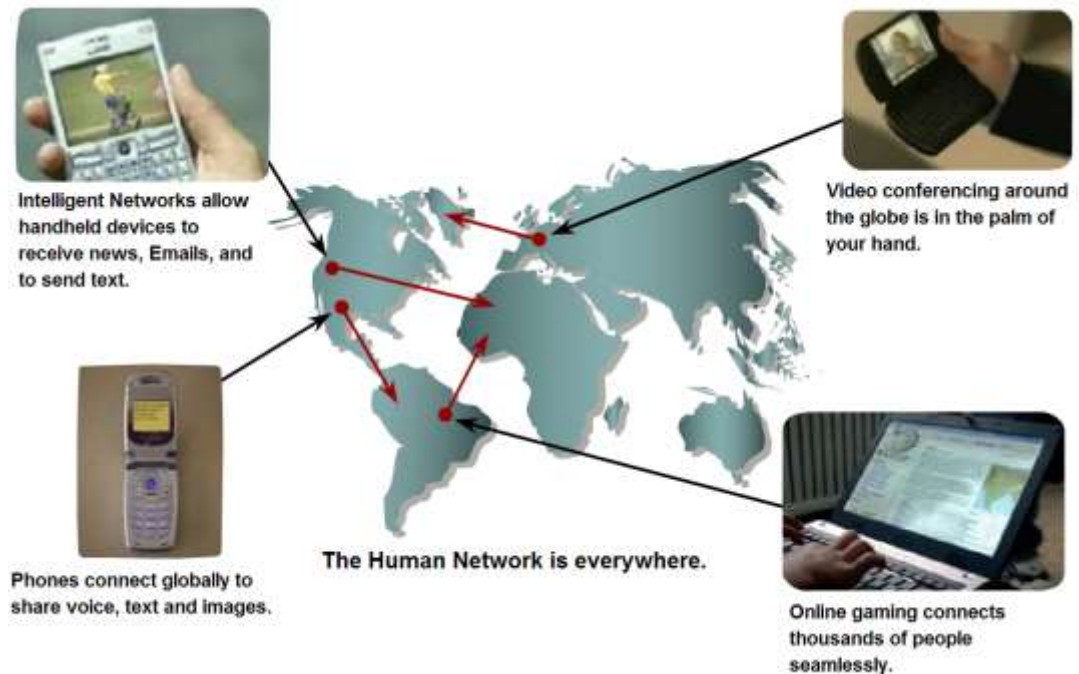 Intelligent Networks allow
handheld devices to
receive news, Emails, and
to send text.
Video conferencing around
the globe is in the palm of
your hand.
The Human Network is everywhere.
Phones connect globally to
share voice, text and images.
Online gaming connects
thousands of people
seamlessly.